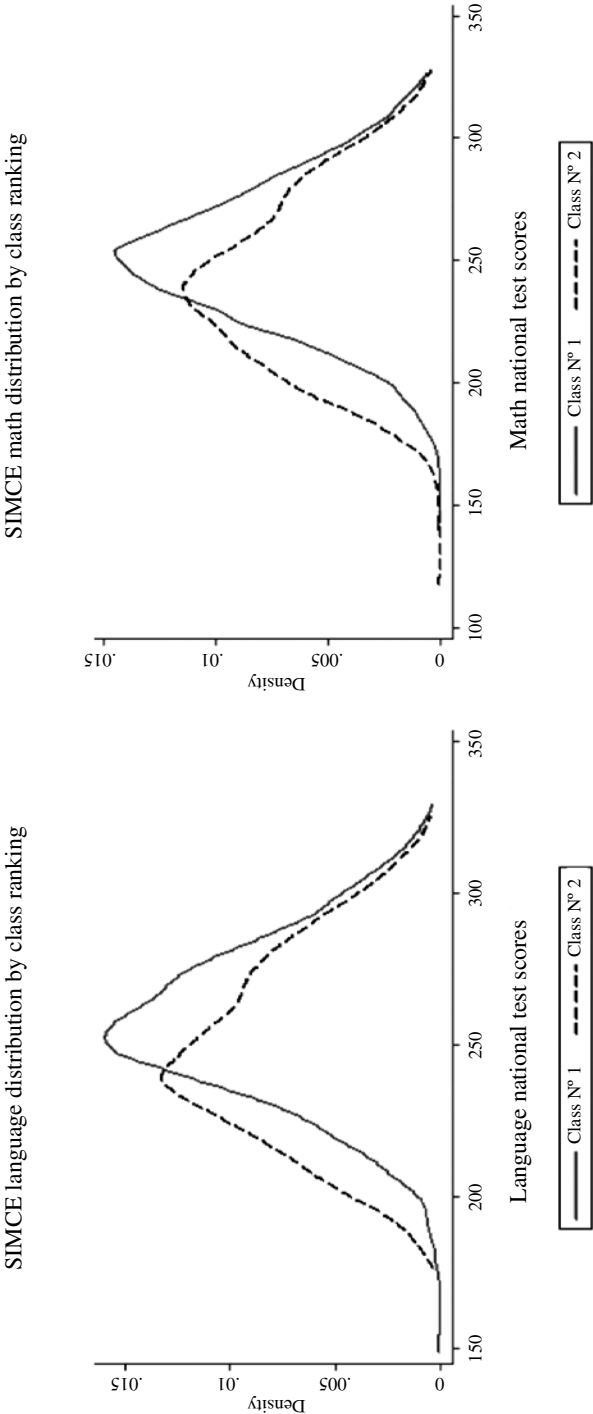 SIMCE language distribution by class ranking
Density
.015
.01
.005
0
150
200
250
300
350
Language national test scores
Class Nº 1
Class Nº 2
SIMCE math distribution by class ranking
Density
.015
.01
.005
0
100
150
200
250
300
350
Math national test scores
Class Nº 1
Class Nº 2